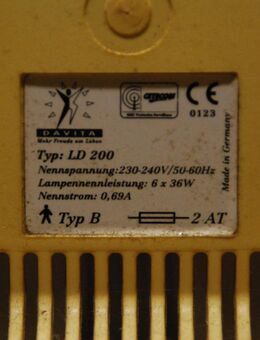 DAVITA
Mehr Freude am Leben
GETECOM
CE
0123
Typ: LD 200
Nennspannung:230-240V/50-60Hz
Lampennennleistung: 6 x 36W
Nennstrom: 0,69A
Typ B
2 AT
Made in Germany